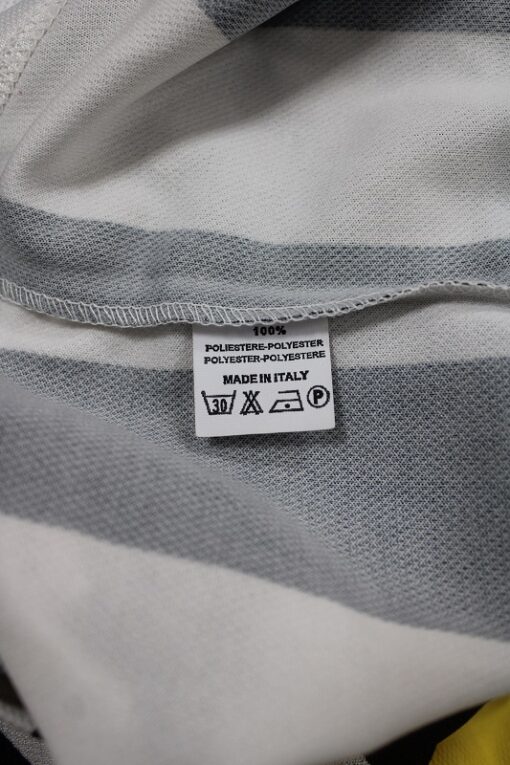 100%
POLIESTERE-POLYESTER
POLYESTER-POLYESTERE
MADE IN ITALY
30 P